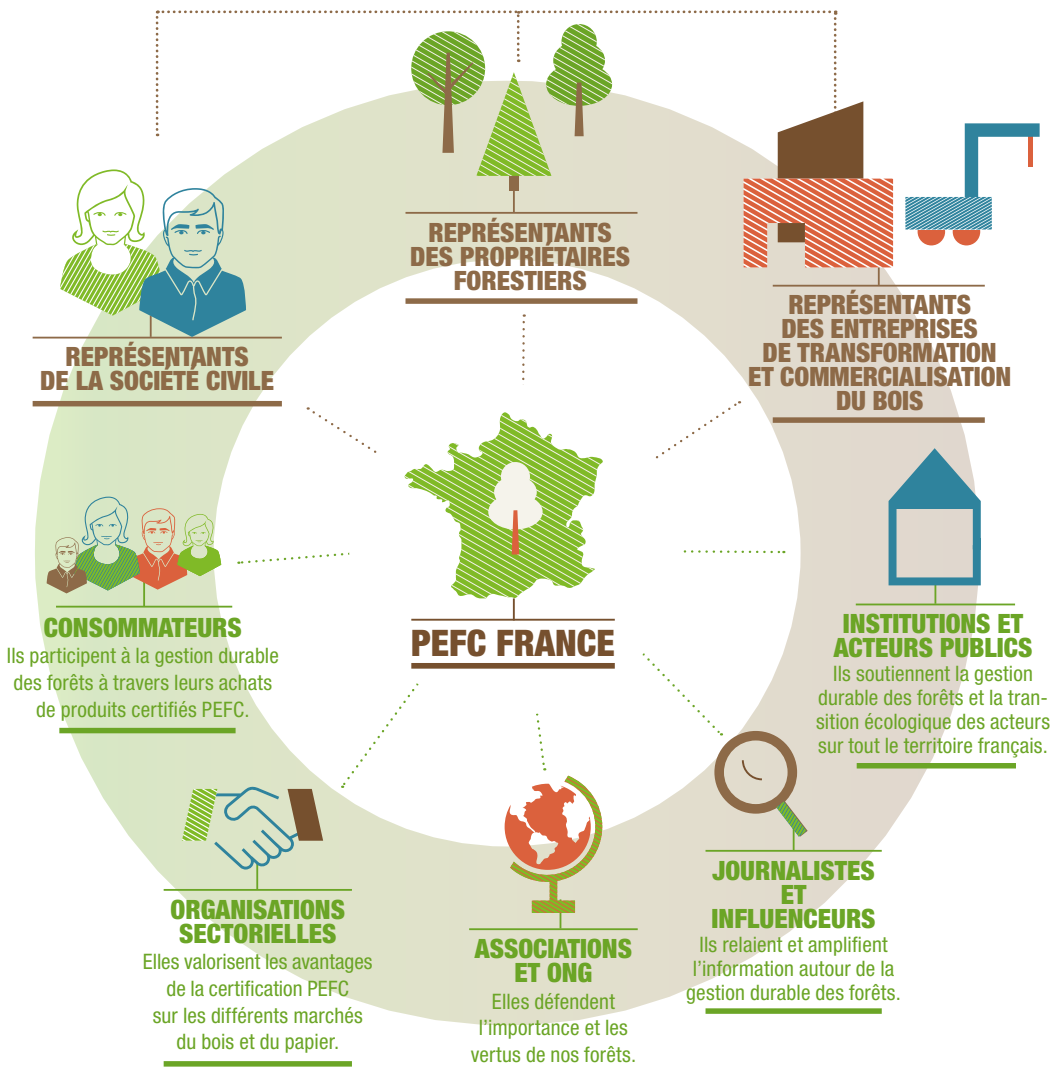 REPRÉSENTANTS
DES PROPRIÉTAIRES
FORESTIERS
REPRÉSENTANTS
DES ENTREPRISES
DE TRANSFORMATION
ET COMMERCIALISATION
DU BOIS
REPRÉSENTANTS
DE LA SOCIÉTÉ CIVILE
PEFC FRANCE
CONSOMMATEURS
Ils participent à la gestion durable
des forêts à travers leurs achats
de produits certifiés PEFC.
INSTITUTIONS ET
ACTEURS PUBLICS
Ils soutiennent la gestion
durable des forêts et la tran-
sition écologique des acteurs
sur tout le territoire français.
ORGANISATIONS
SECTORIELLES
Elles valorisent les avantages
de la certification PEFC
sur les différents marchés
du bois et du papier.
ASSOCIATIONS
ET ONG
Elles défendent
l’importance et les
vertus de nos forêts.
JOURNALISTES
ET
INFLUENCEURS
Ils relaient et amplifient
l’information autour de la
gestion durable des forêts.